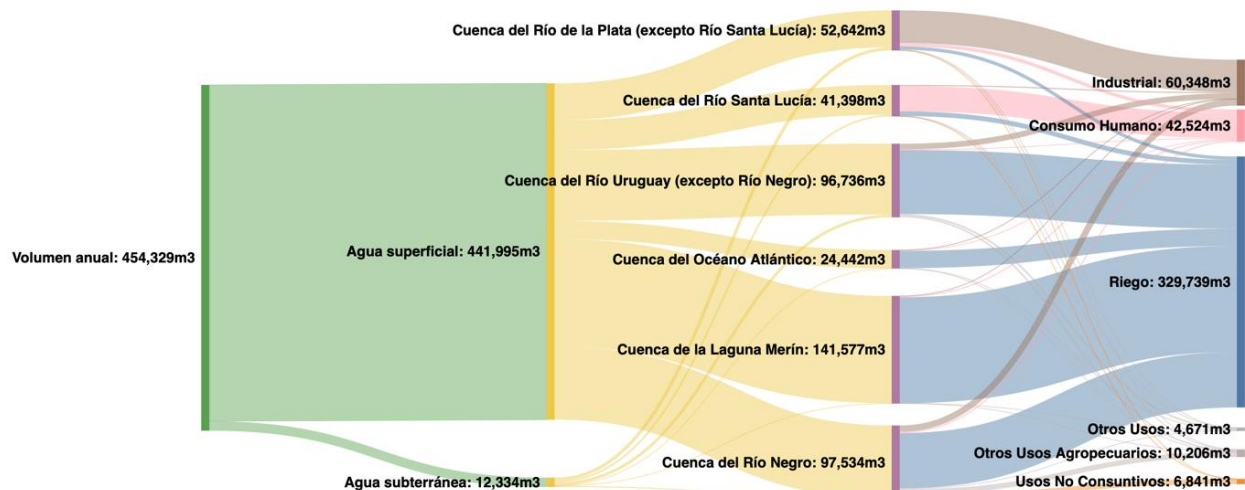 Volumen anual: 454,329m3
Agua superficial: 441,995m3
Agua subterránea: 12,334m3
Cuenca del Río de la Plata (excepto Río Santa Lucía): 52,642m3
Cuenca del Río Santa Lucía: 41,398m3
Cuenca del Río Uruguay (excepto Río Negro): 96,736m3
Cuenca del Océano Atlántico: 24,442m3
Cuenca de la Laguna Merín: 141,577m3
Cuenca del Río Negro: 97,534m3
Industrial: 60,348m3
Consumo Humano: 42,524m3
Riego: 329,739m3
Otros Usos: 4,671m3
Otros Usos Agropecuarios: 10,206m3
Usos No Consuntivos: 6,841m3